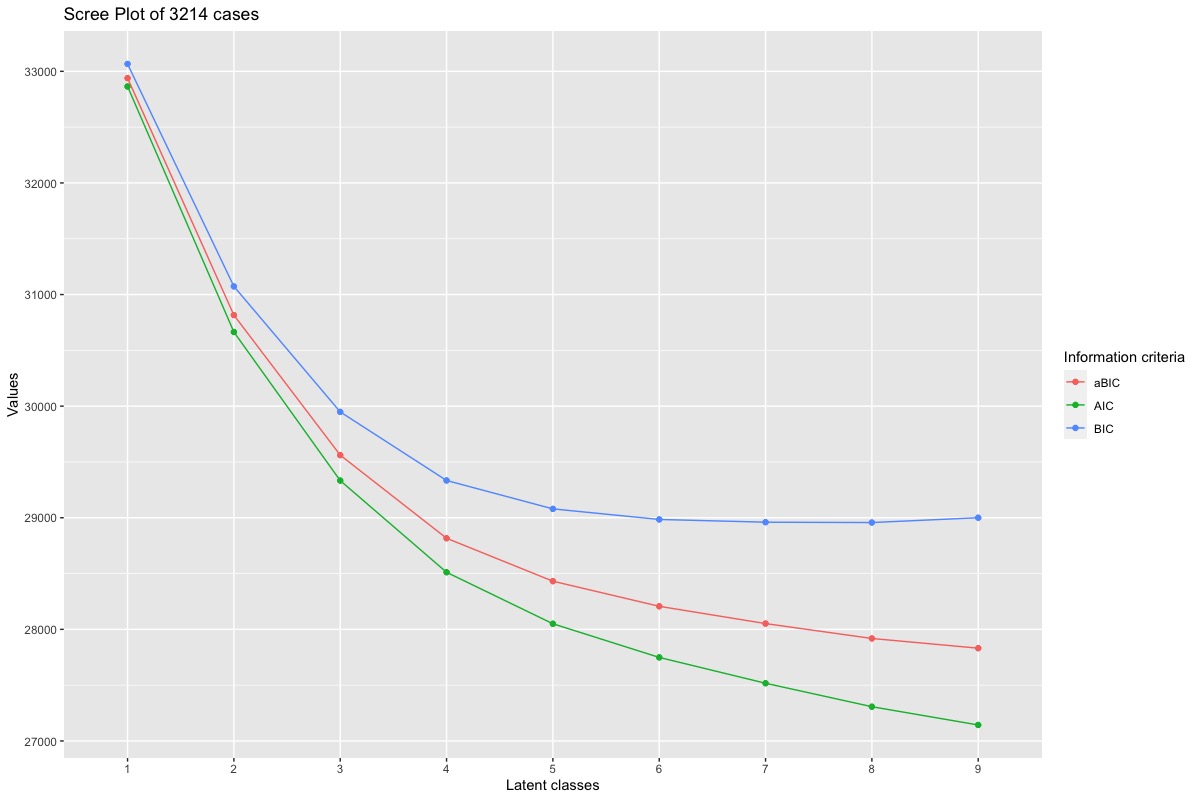 Scree Plot of 3214 cases
33000
32000
31000
30000
29000
28000
27000
Values
1 2 3 4 5 6 7 8 9
Latent classes
Information criteria
aBIC
AIC
BIC